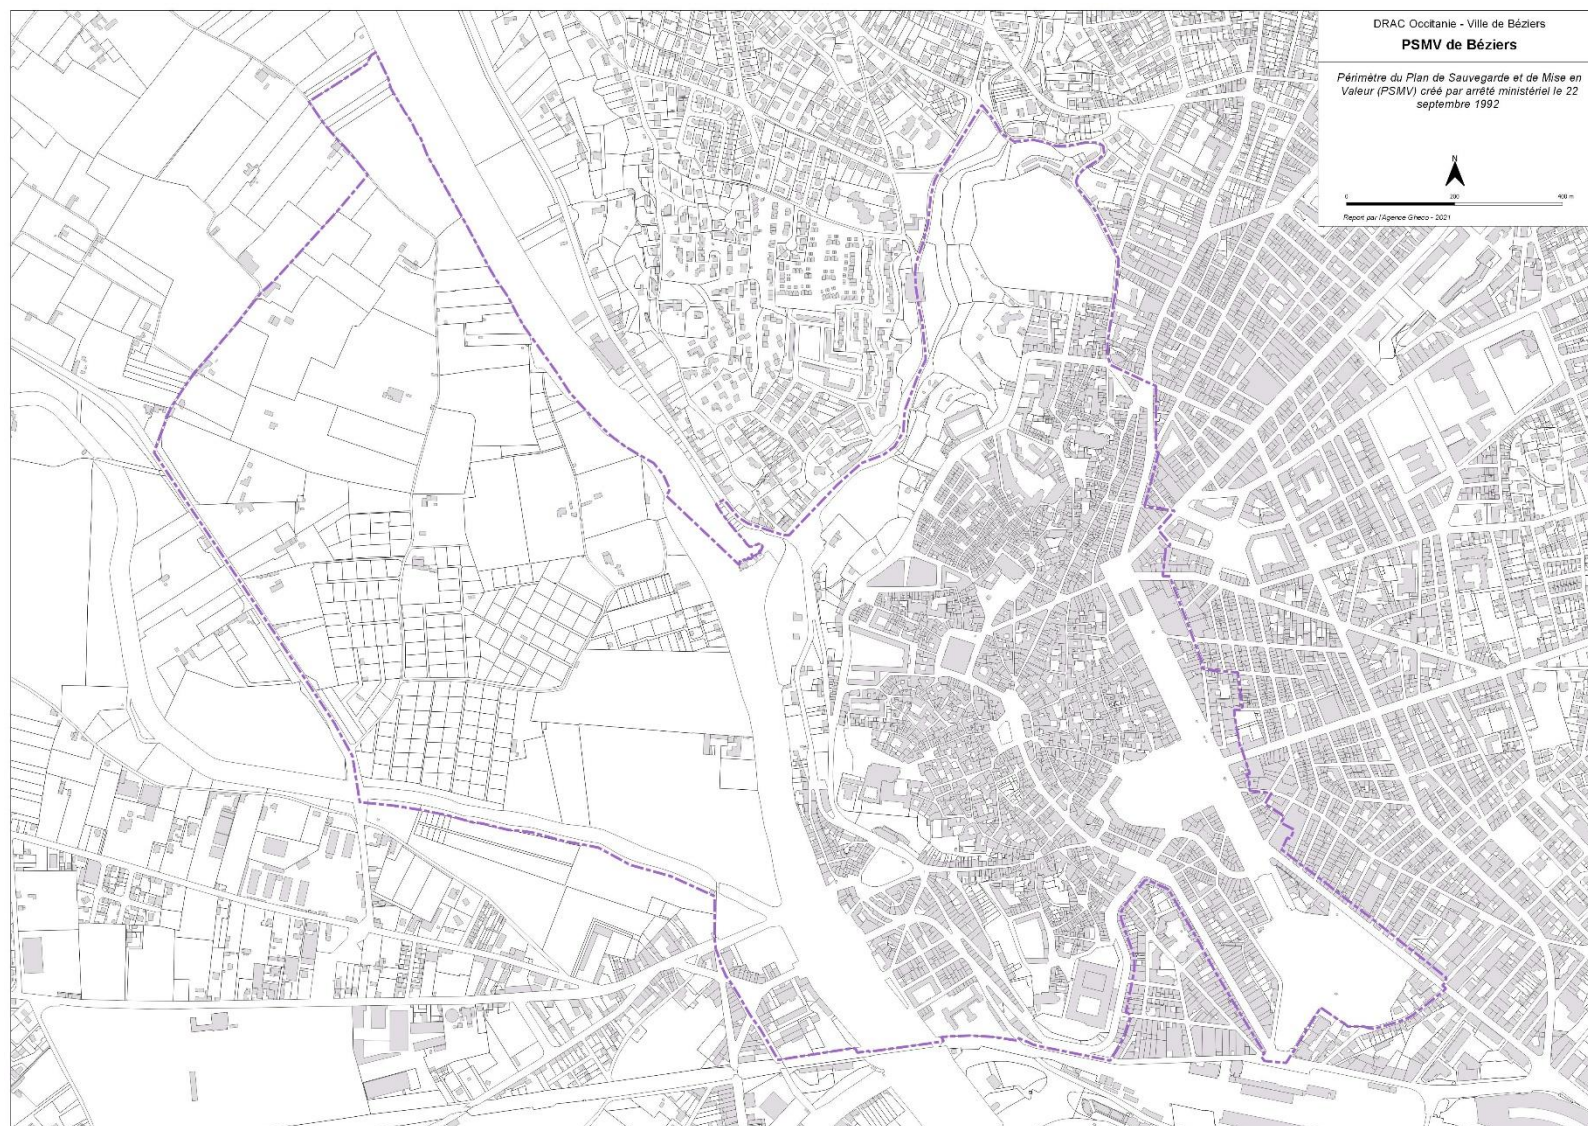 DRAC Occitanie - Ville de Béziers
PSMV de Béziers
Périmètre du Plan de Sauvegarde et de Mise en
Valeur (PSMV) créé par arrêté ministériel le 22
septembre 1992
N
0 200 400 m
Report par l'Agence Gheco - 2021